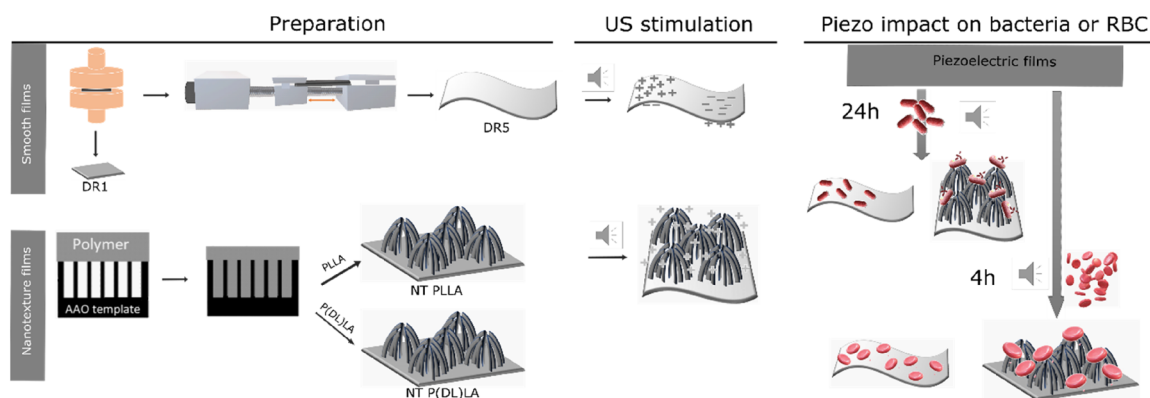 Preparation
US stimulation
Piezo impact on bacteria or RBC
Smooth films
DR1
DR5
Piezoelectric films
24h
4h
Nanotexture films
Polymer
AAO template
PLLA
P(DL)LA
NT PLLA
NT P(DL)LA